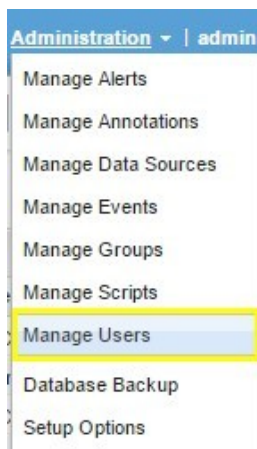 Administration | admin
Manage Alerts
Manage Annotations
Manage Data Sources
Manage Events
Manage Groups
Manage Scripts
Manage Users
Database Backup
Setup Options